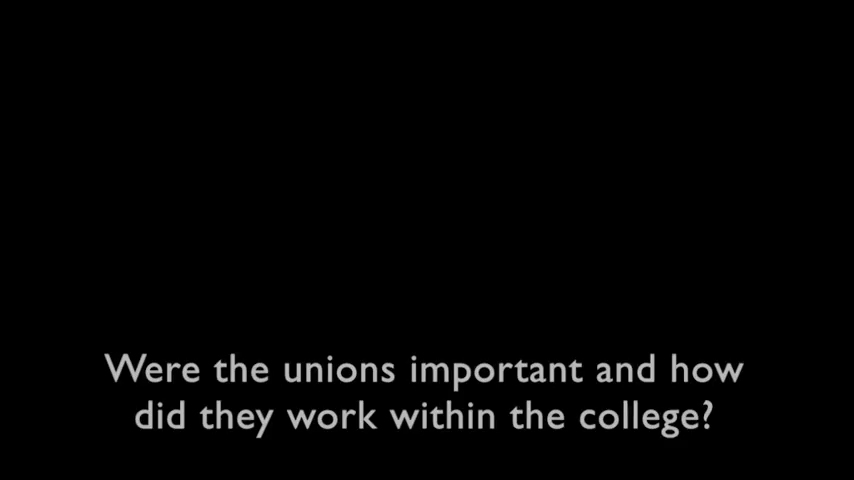 Were the unions important and how
did they work within the college?